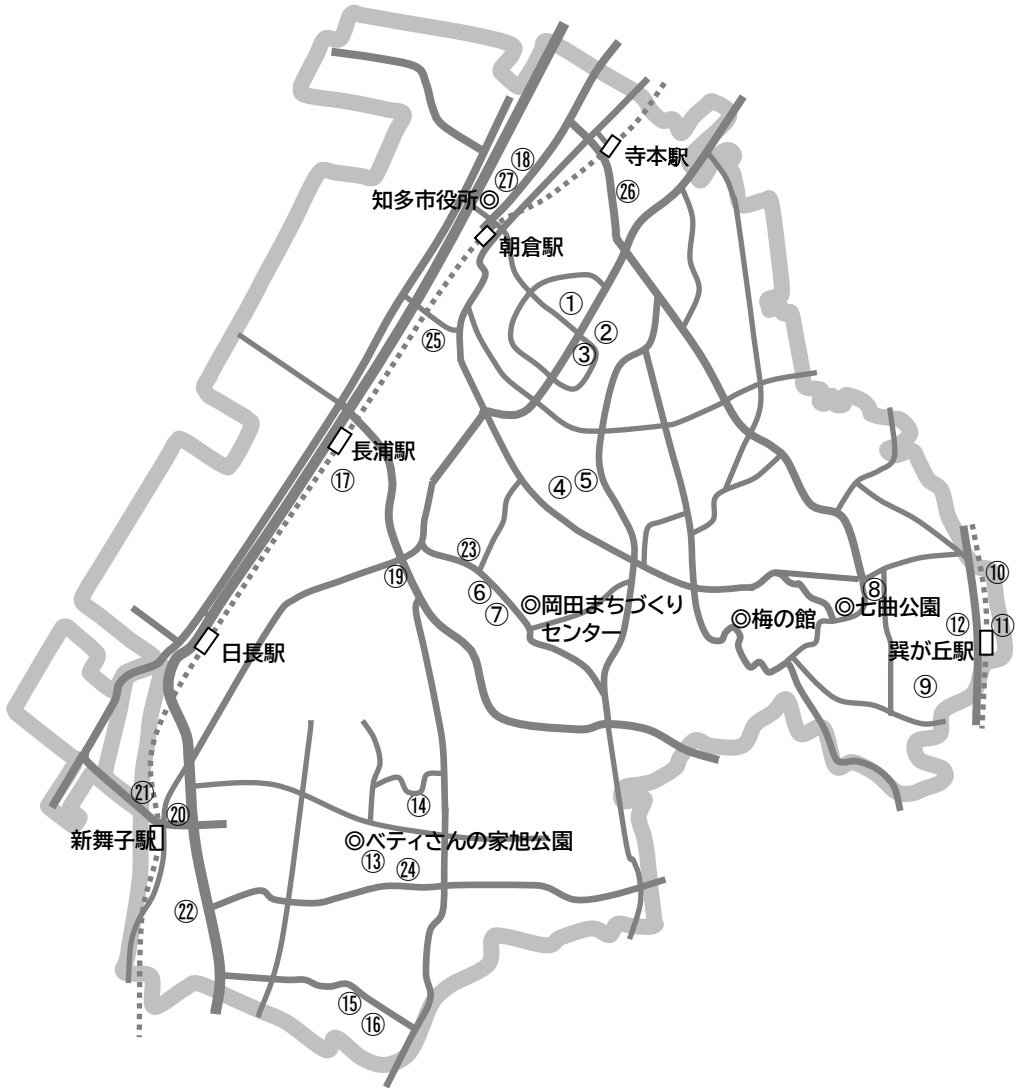 ⑱
寺本駅
㉗
㉖
知多市役所◎
朝倉駅
①
②
㉕
③
長浦駅
⑰
④
⑤
㉓
⑲
⑥
⑦
◎岡田まちづくり
センター
⑩
⑧
◎七曲公園
◎梅の館
⑫
⑪
巽が丘駅
⑨
日長駅
㉑
⑳
⑭
新舞子駅
◎ベティさんの家旭公園
⑬
㉔
㉒
⑮
⑯